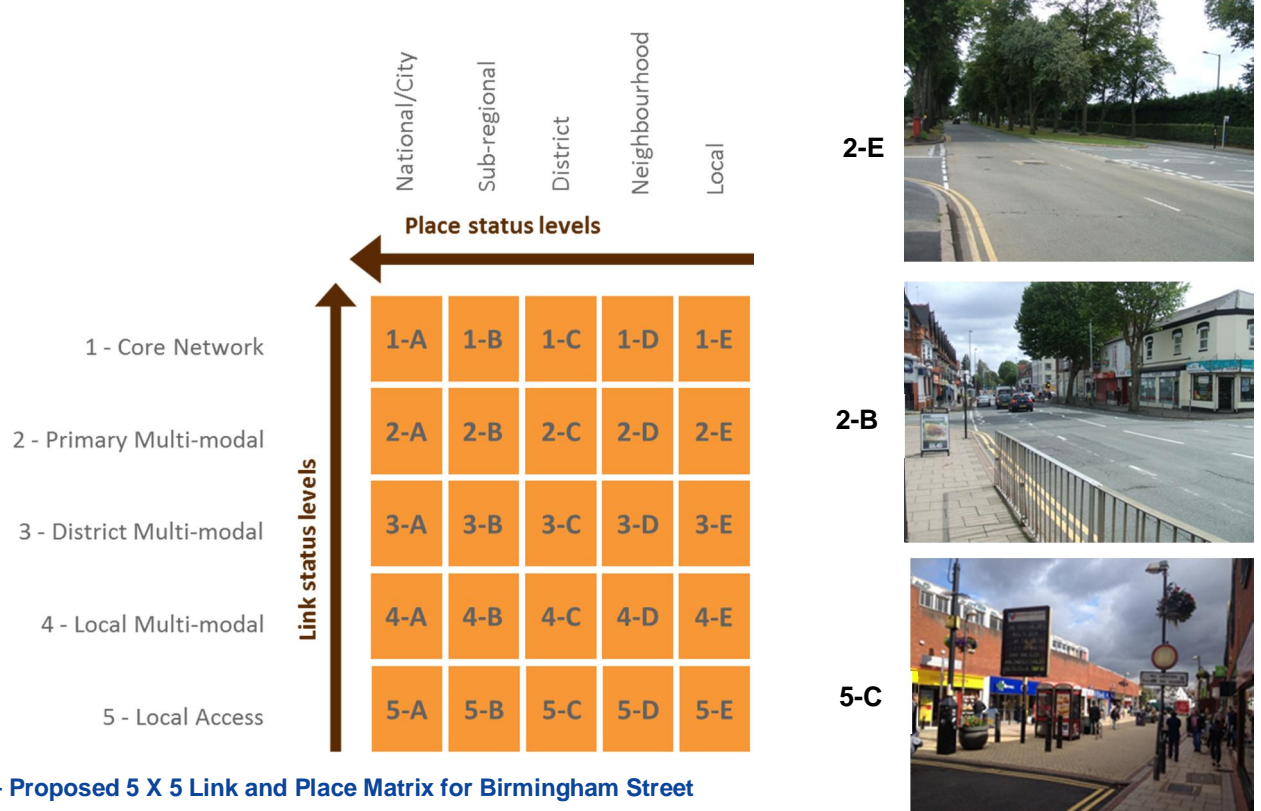 National/City
Sub-regional
District
Neighbourhood
Local
Place status levels
Link status levels
1 - Core Network
1-A 1-B 1-C 1-D 1-E
2 - Primary Multi-modal
2-A 2-B 2-C 2-D 2-E
3 - District Multi-modal
3-A 3-B 3-C 3-D 3-E
4 - Local Multi-modal
4-A 4-B 4-C 4-D 4-E
5 - Local Access
5-A 5-B 5-C 5-D 5-E
- Proposed 5 X 5 Link and Place Matrix for Birmingham Street
2-E
2-B
5-C